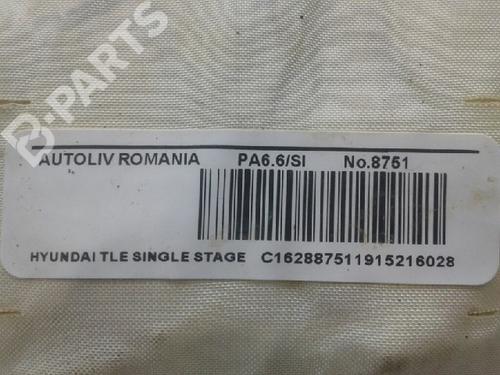 B-PARTS
AUTOLIV ROMANIA PA6.6/SI No.8751
HYUNDAI TLE SINGLE STAGE C162887511915216028